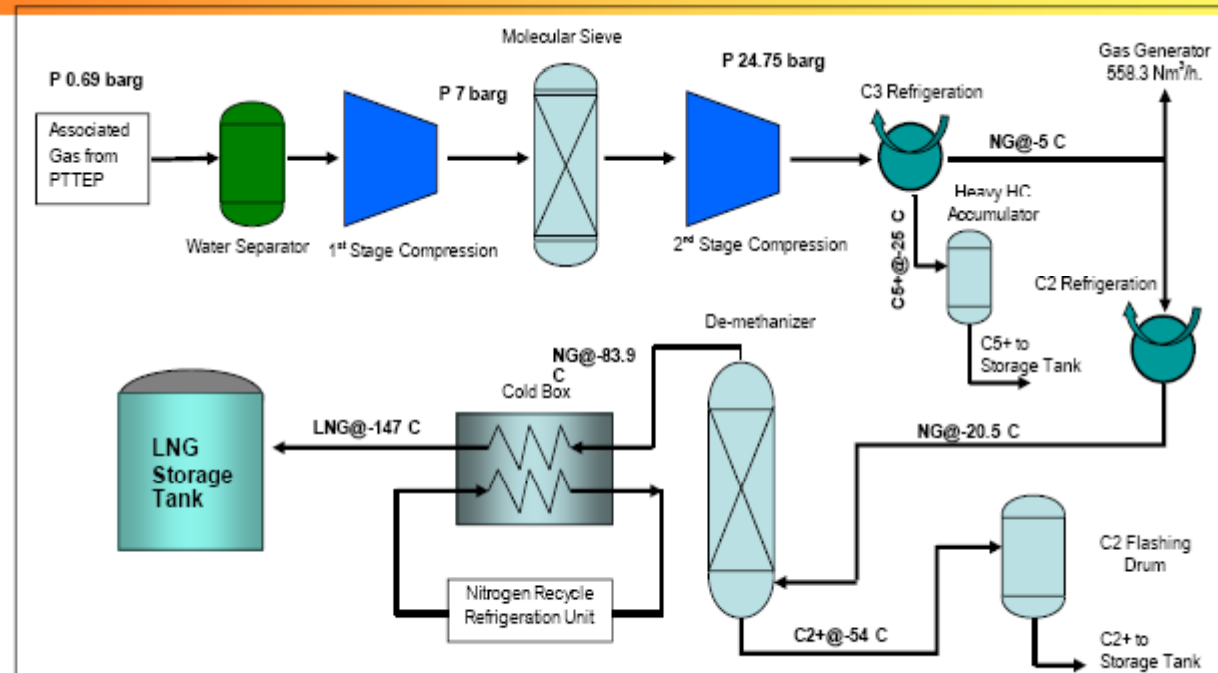 Molecular Sieve
P 0.69 barg
P 7 barg
P 24.75 barg
Gas Generator
558.3 Nm³/h.
C3 Refrigeration
Associated
Gas from
PTTEP
NG@-5 C
Water Separator
1st Stage Compression
2nd Stage Compression
C5+@-25 C
Heavy HC
Accumulator
C2 Refrigeration
C5+ to
Storage Tank
De-methanizer
NG@-83.9
C
Cold Box
LNG@-147 C
LNG
Storage
Tank
NG@-20.5 C
Nitrogen Recycle
Refrigeration Unit
C2 Flashing
Drum
C2+@-54 C
C2+ to
Storage Tank